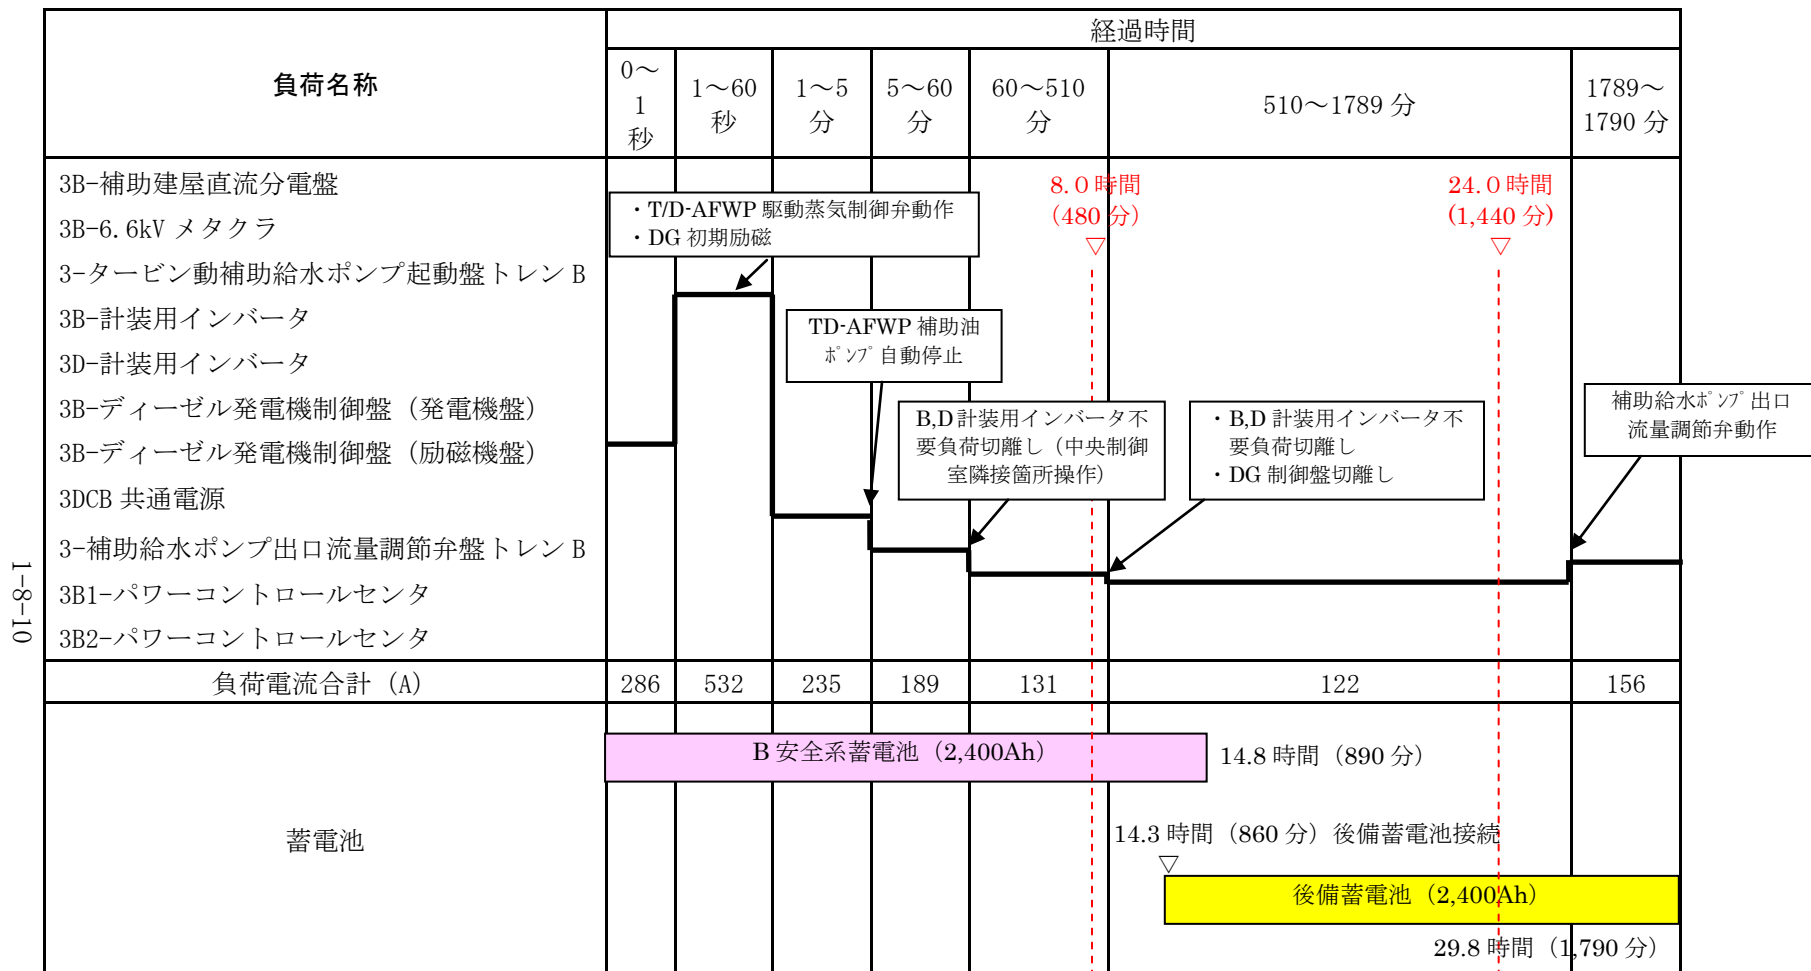 経過時間
負荷名称
0～
1
秒
1～60
秒
1～5
分
5～60
分
60～510
分
510～1789 分
1789～
1790 分
3B-補助建屋直流分電盤
3B-6.6kV メタクラ
3-タービン動補助給水ポンプ起動盤トレン B
3B-計装用インバータ
3D-計装用インバータ
3B-ディーゼル発電機制御盤（発電機盤）
3B-ディーゼル発電機制御盤（励磁機盤）
3DCB 共通電源
3-補助給水ポンプ出口流量調節弁盤トレン B
3B1-パワーコントロールセンタ
3B2-パワーコントロールセンタ
・T/D-AFWP 駆動蒸気制御弁動作
・DG 初期励磁
8.0 時間
（480 分）
▽
24.0 時間
(1,440 分)
▽
TD-AFWP 補助油
ﾎﾟﾝﾌﾟ自動停止
B,D 計装用インバータ不
要負荷切離し（中央制御
室隣接箇所操作）
・B,D 計装用インバータ不
要負荷切離し
・DG 制御盤切離し
補助給水ﾎﾟﾝﾌﾟ出口
流量調節弁動作
負荷電流合計（A） 286 532 235 189 131 122 156
蓄電池
B 安全系蓄電池（2,400Ah）
14.8 時間（890 分）
14.3 時間（860 分）後備蓄電池接続
▽
後備蓄電池（2,400Ah）
29.8 時間（1,790 分）
1-8-10